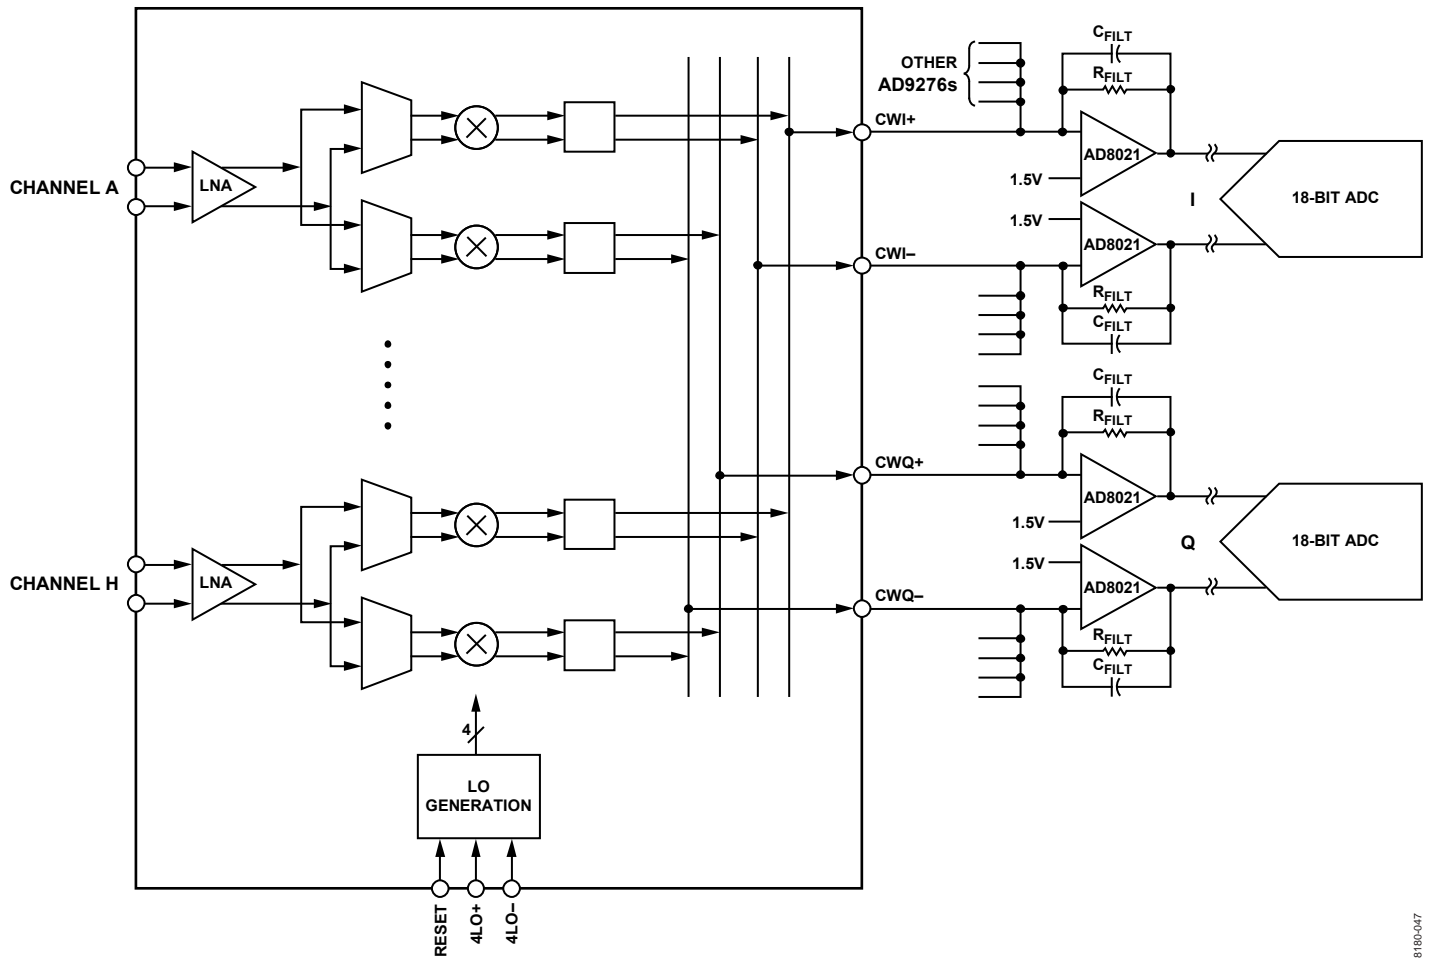 CFILT
OTHER
AD9276s
RFILT
CWI+
AD8021
1.5V
CHANNEL A
LNA
I
18-BIT ADC
1.5V
AD8021
CWI–
RFILT
CFILT
CFILT
RFILT
CWQ+
AD8021
1.5V
Q
18-BIT ADC
1.5V
CHANNEL H
LNA
AD8021
CWQ–
RFILT
CFILT
4
LO
GENERATION
RESET
4LO+
4LO–
8180-047